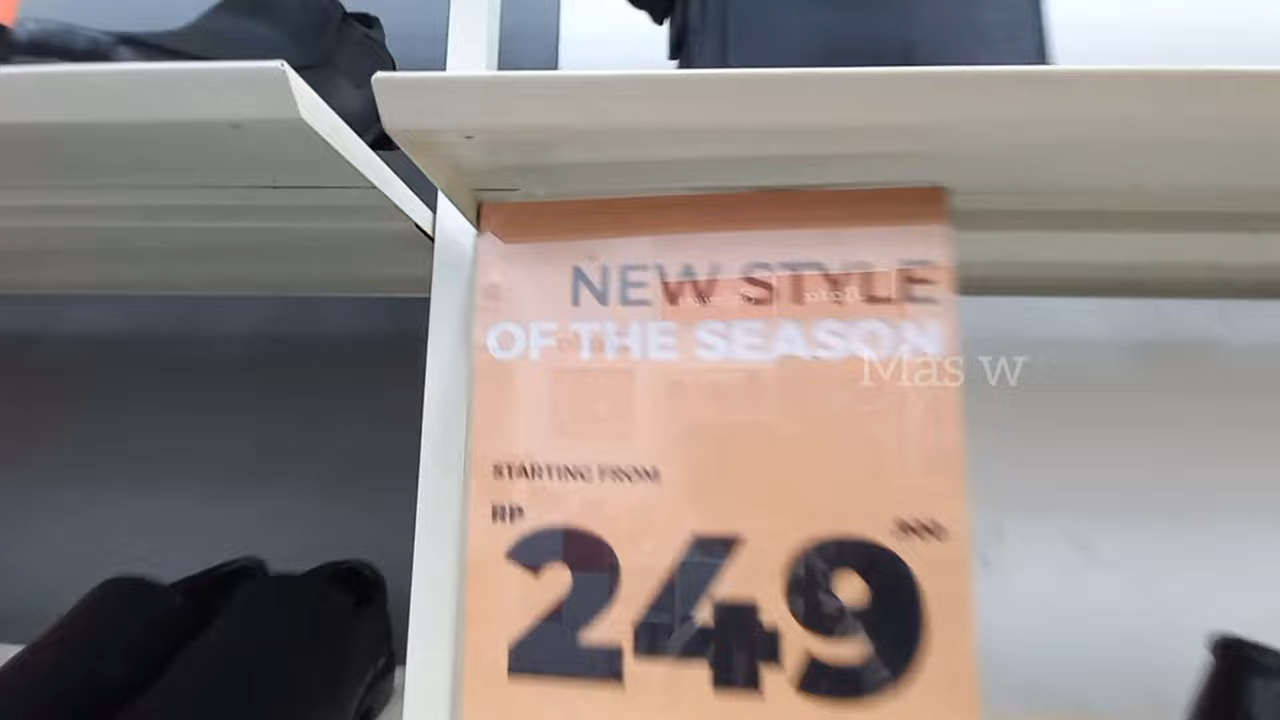 NEW STYLE
OF THE SEASON
Mas w
STARTING FROM
RP
249